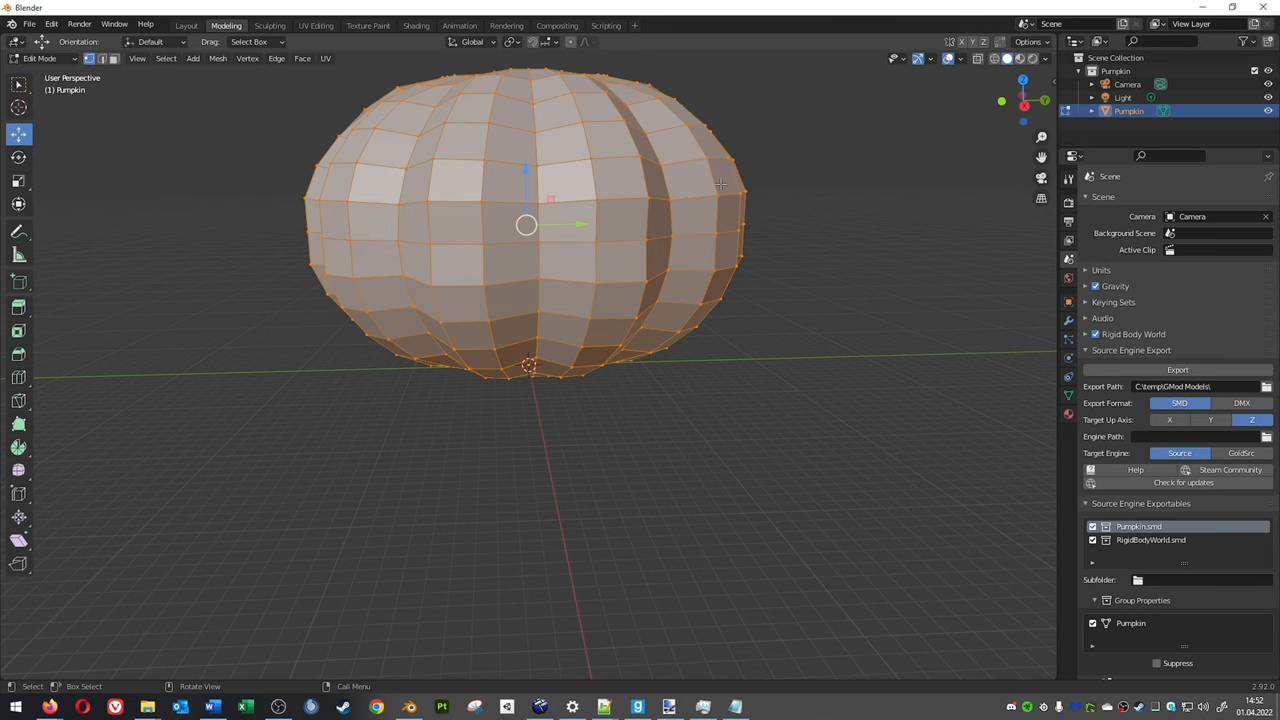 Blender
File Edit Render Window Help Layout Modeling Sculpting UV Editing Texture Paint Shading Animation Rendering Compositing Scripting + Scene View Layer
Orientation: Default Drag: Select Box Global X Y Z Options
Edit Mode View Select Add Mesh Vertex Edge Face UV
User Perspective
(1) Pumpkin
Scene Collection
Pumpkin
Camera
Light
Pumpkin
Scene
Scene
Camera Camera
Background Scene
Active Clip
Units
Gravity
Keying Sets
Audio
Rigid Body World
Source Engine Export
Export
Export Path: C:\temp\GMod Models\
Export Format: SMD DMX
Target Up Axis: X Y Z
Engine Path:
Target Engine: Source GoldSrc
Help Steam Community
Check for updates
Source Engine Exportables
Pumpkin.smd
RigidBodyWorld.smd
Subfolder:
Group Properties
Pumpkin
Suppress
Select Box Select Rotate View Call Menu 2.92.0
14:52
01.04.2022